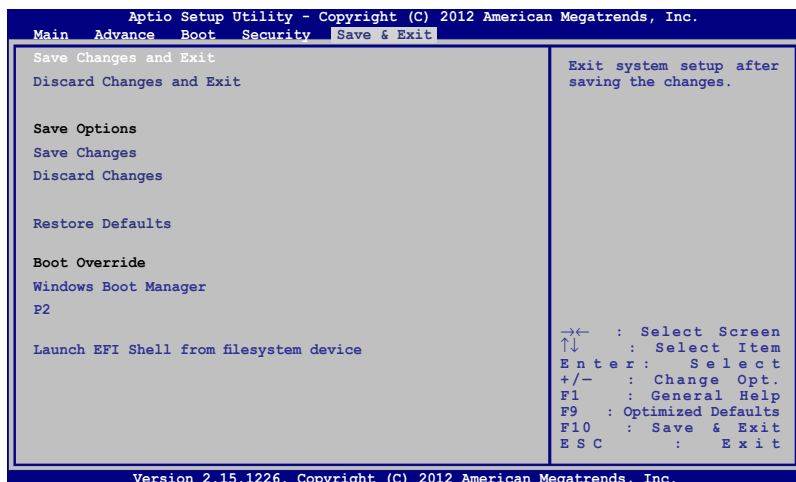 Aptio Setup Utility - Copyright (C) 2012 American Megatrends, Inc.
Main Advance Boot Security Save & Exit
Save Changes and Exit
Discard Changes and Exit
Save Options
Save Changes
Discard Changes
Restore Defaults
Boot Override
Windows Boot Manager
P2
Launch EFI Shell from filesystem device
Exit system setup after
saving the changes.
→← : Select Screen
↑↓ : Select Item
Enter: Select
+/— : Change Opt.
F1 : General Help
F9 : Optimized Defaults
F10 : Save & Exit
ESC : Exit
Version 2.15.1226. Copyright (C) 2012 American Megatrends, Inc.